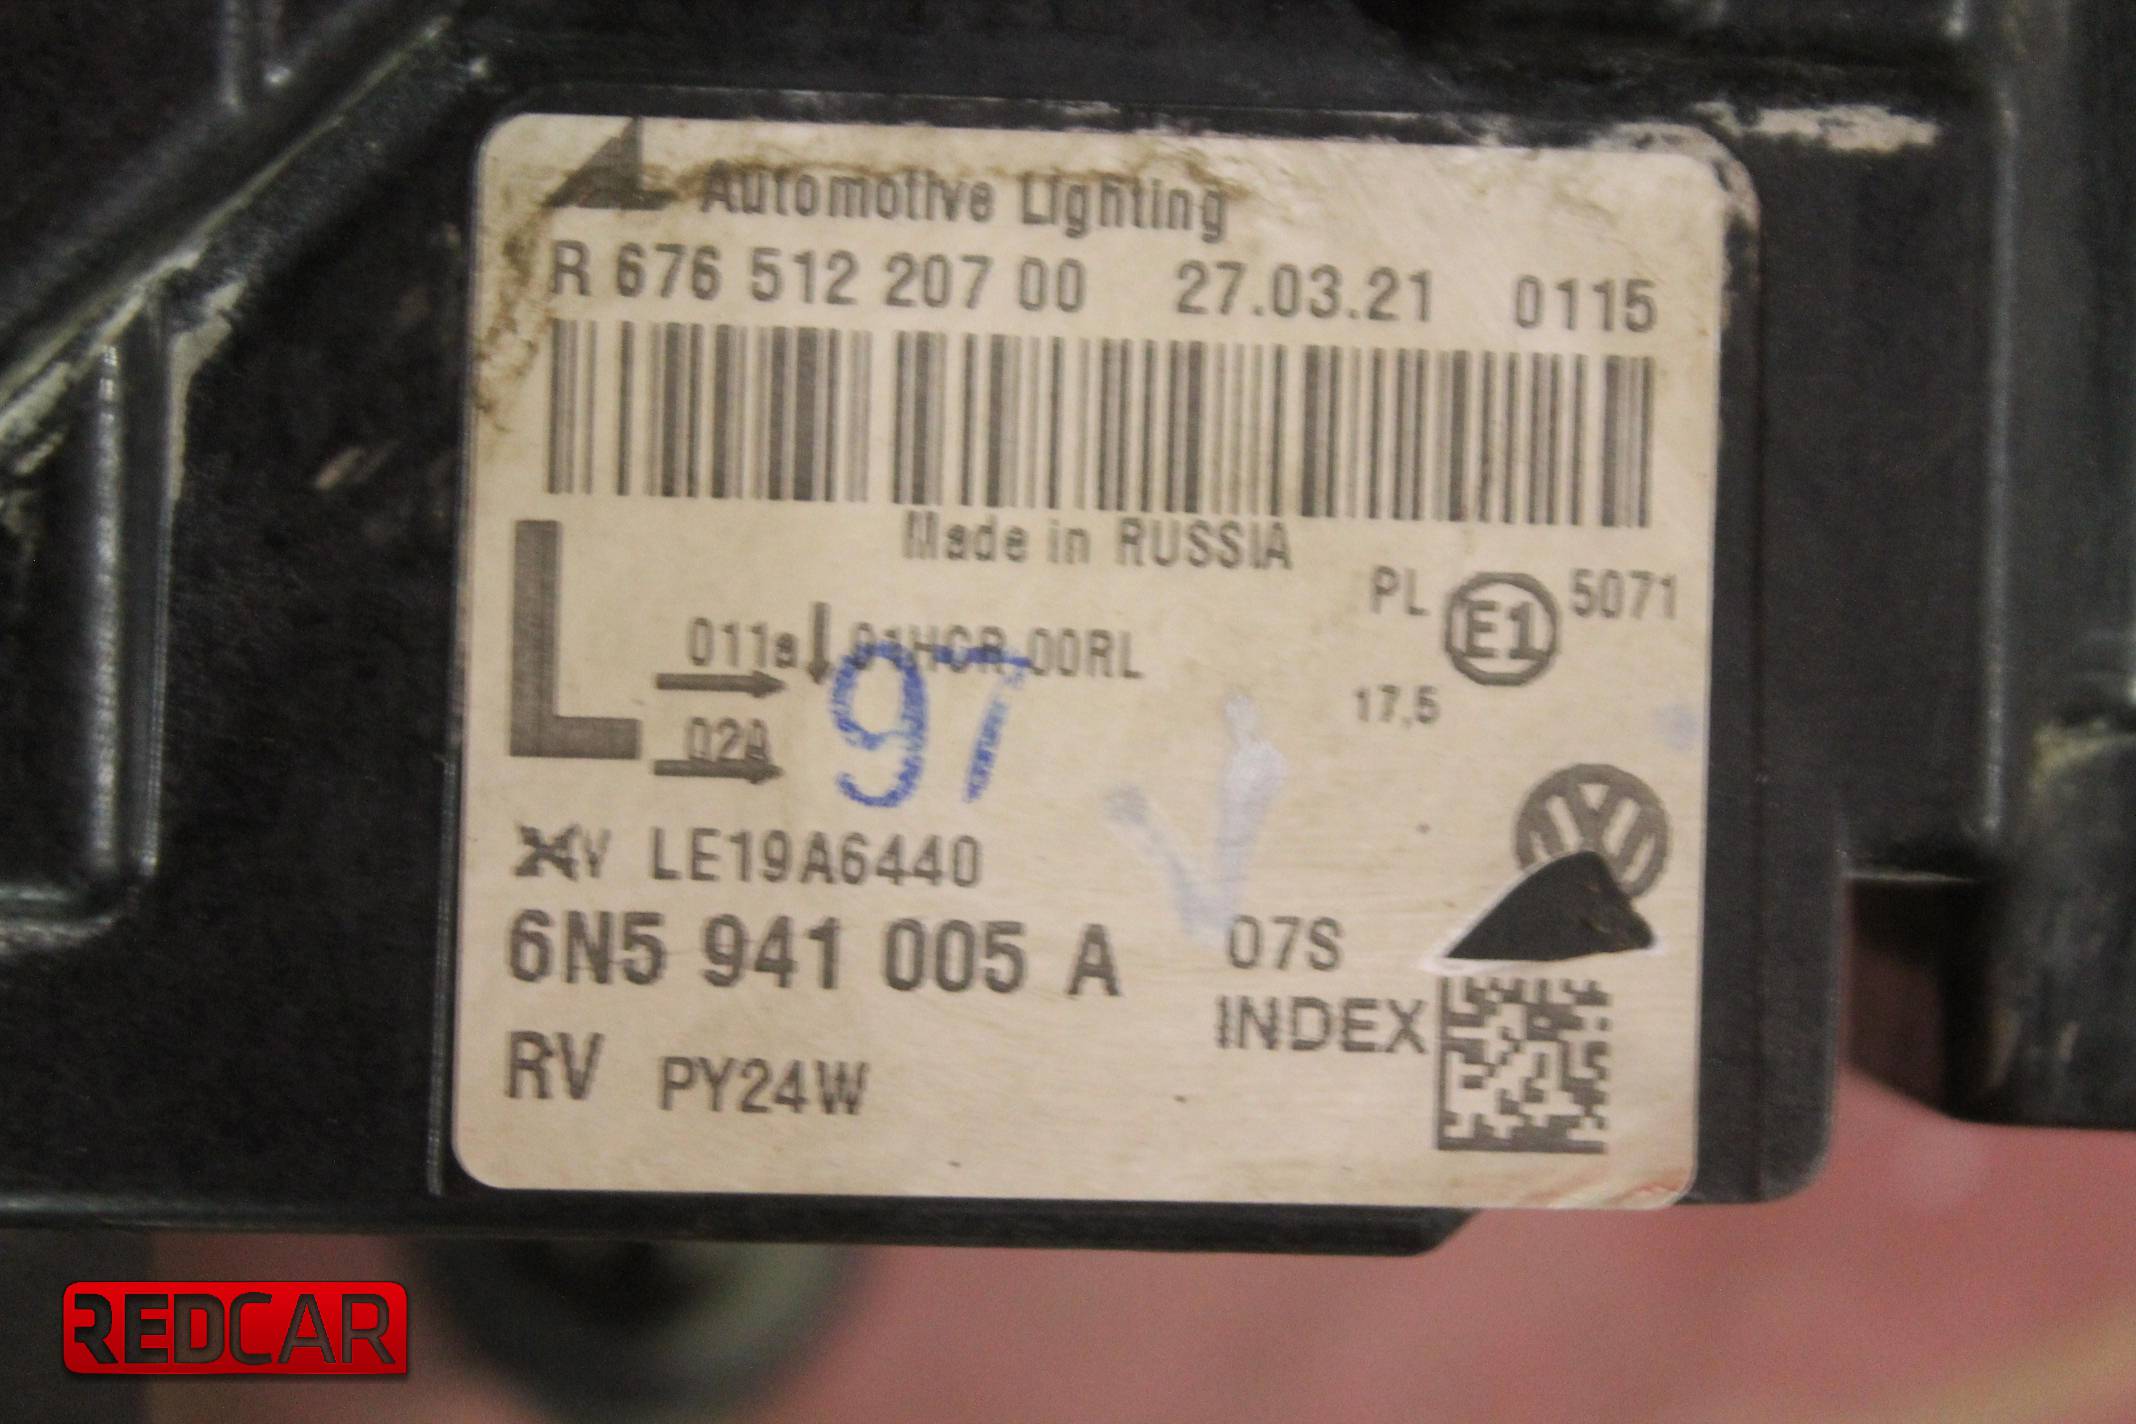 Automotive Lighting
R 676 512 207 00 27.03.21 0115
Made in RUSSIA
L
PL E1 5071
011a 01HCR 00RL
17,5
02A
97
V LE19A6440
6N5 941 005 A 07S
INDEX
RV PY24W
REDCAR